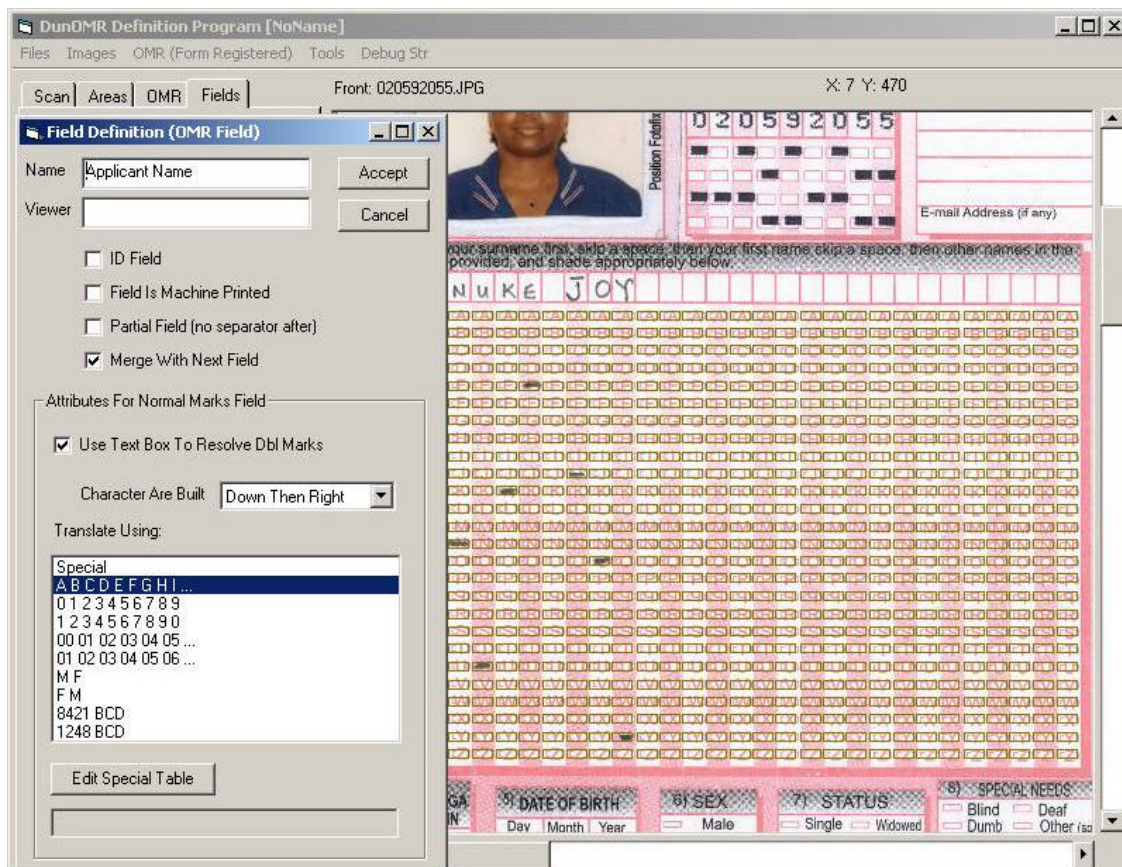 DunOMR Definition Program [NoName]
Files Images OMR (Form Registered) Tools Debug Str
Scan Areas OMR Fields
Front: 020592055.JPG X: 7 Y: 470
Field Definition (OMR Field)
Name Applicant Name Accept
Viewer Cancel
ID Field
Field Is Machine Printed
Partial Field (no separator after)
Merge With Next Field
Attributes For Normal Marks Field
Use Text Box To Resolve Dbl Marks
Character Are Built Down Then Right
Translate Using:
Special
A B C D E F G H I ...
0 1 2 3 4 5 6 7 8 9
1 2 3 4 5 6 7 8 9 0
00 01 02 03 04 05 ...
01 02 03 04 05 06 ...
M F
F M
8421 BCD
1248 BCD
Edit Special Table
Position Fotofix
0 2 0 5 9 2 0 5 5
E-mail Address (if any)
your surname first, skip a space, then your first name skip a space, then other names in the
provided, and shade appropriately below.
NUKE JOY
5) DATE OF BIRTH
Day Month Year
6) SEX
Male
7) STATUS
Single Widowed
8) SPECIAL NEEDS
Blind Deaf
Dumb Other